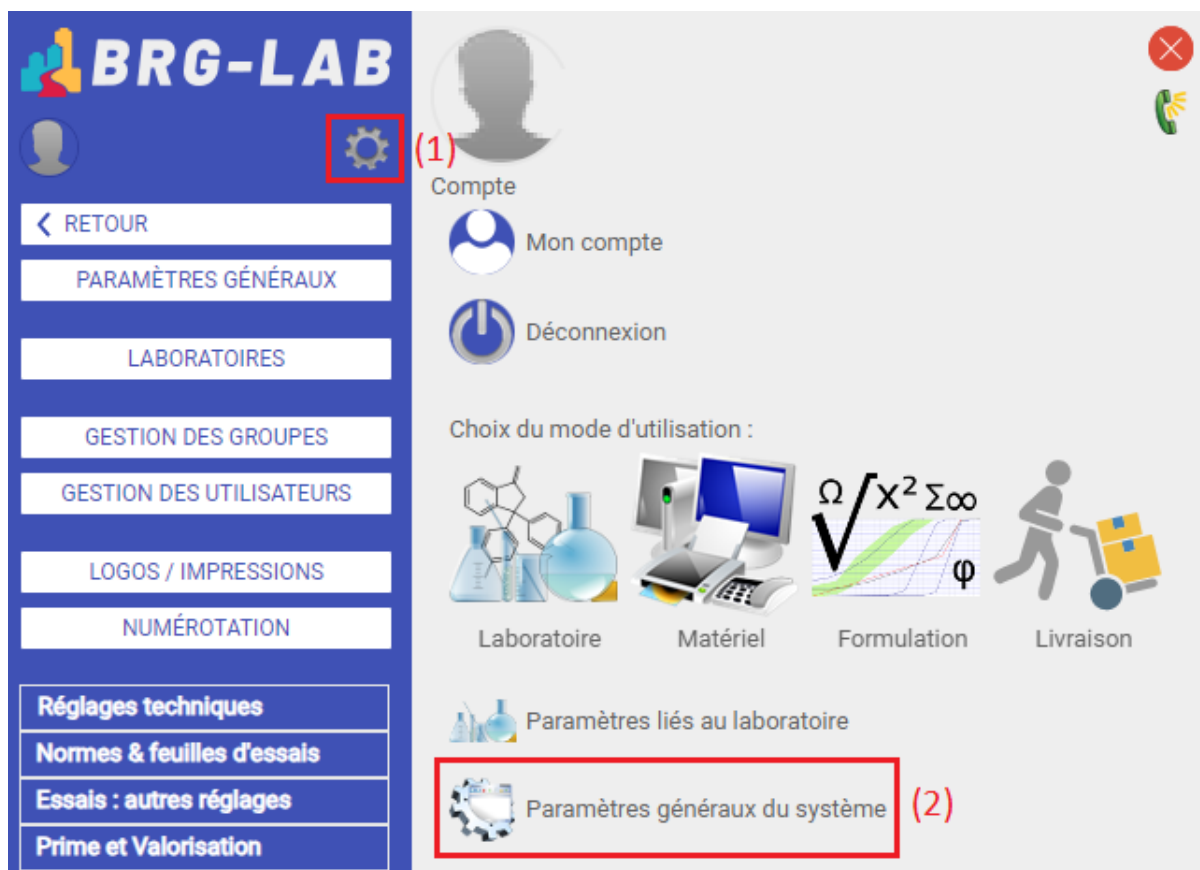 BRG-LAB
(1)
RETOUR
PARAMÈTRES GÉNÉRAUX
LABORATOIRES
GESTION DES GROUPES
GESTION DES UTILISATEURS
LOGOS / IMPRESSIONS
NUMÉROTATION
Réglages techniques
Normes & feuilles d'essais
Essais : autres réglages
Prime et Valorisation
Compte
Mon compte
Déconnexion
Choix du mode d'utilisation :
Ω √ X² Σ∞
φ
Laboratoire Matériel Formulation Livraison
Paramètres liés au laboratoire
Paramètres généraux du système (2)